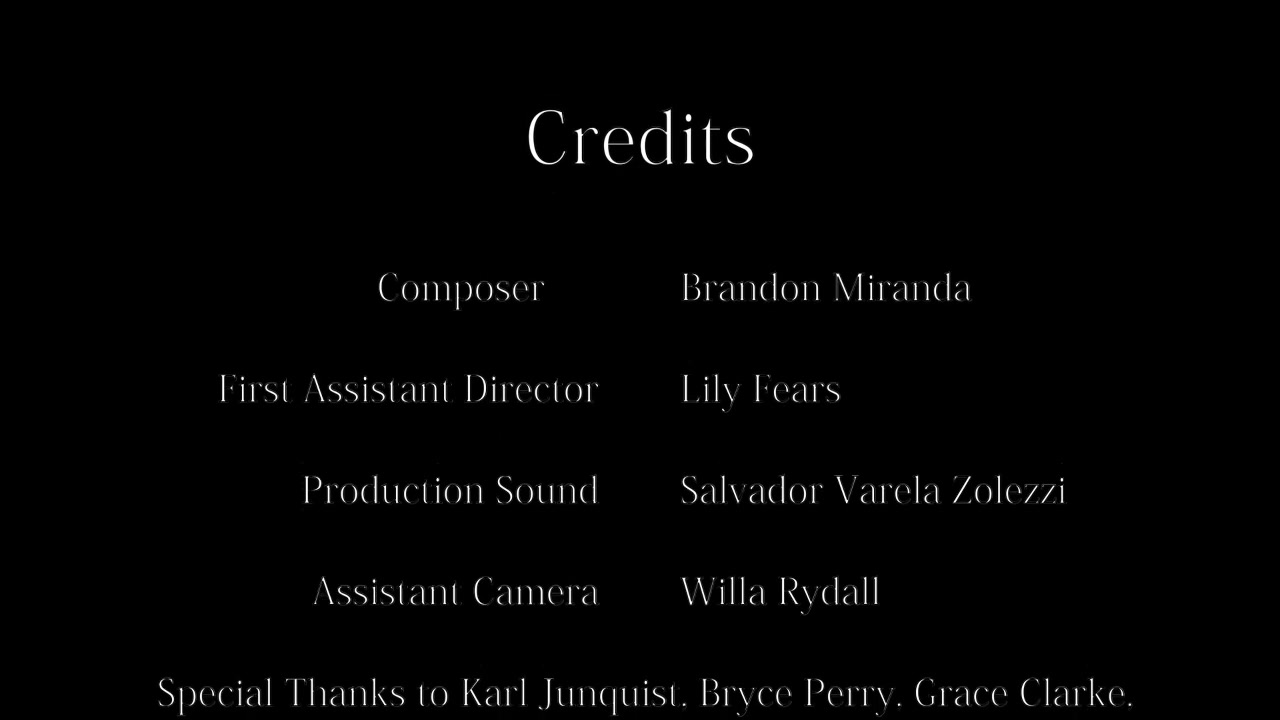 Credits
Composer Brandon Miranda
First Assistant Director Lily Fears
Production Sound Salvador Varela Zolezzi
Assistant Camera Willa Rydall
Special Thanks to Karl Junquist. Bryce Perry. Grace Clarke.